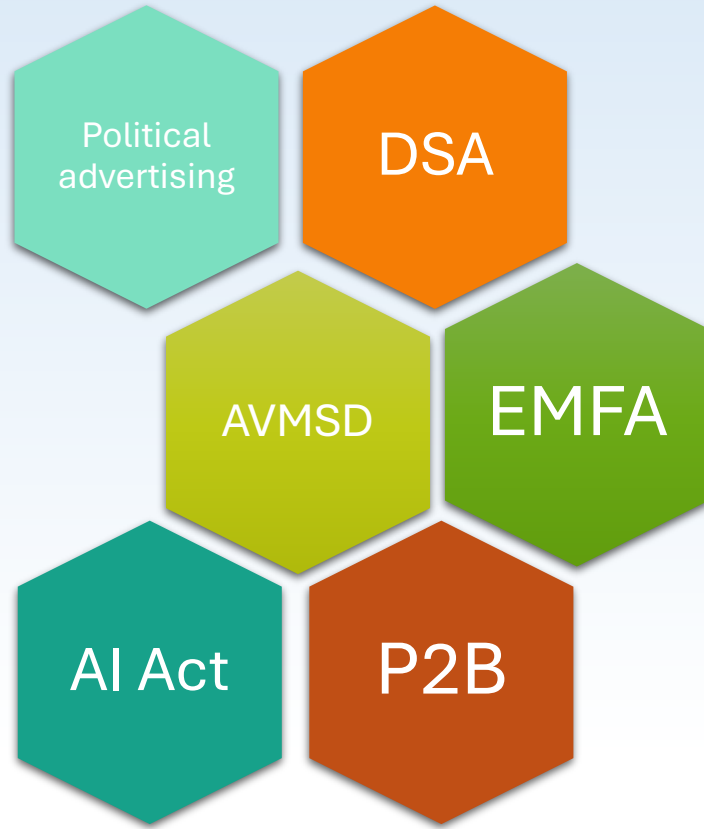 Political
advertising
DSA
AVMSD
EMFA
AI Act
P2B